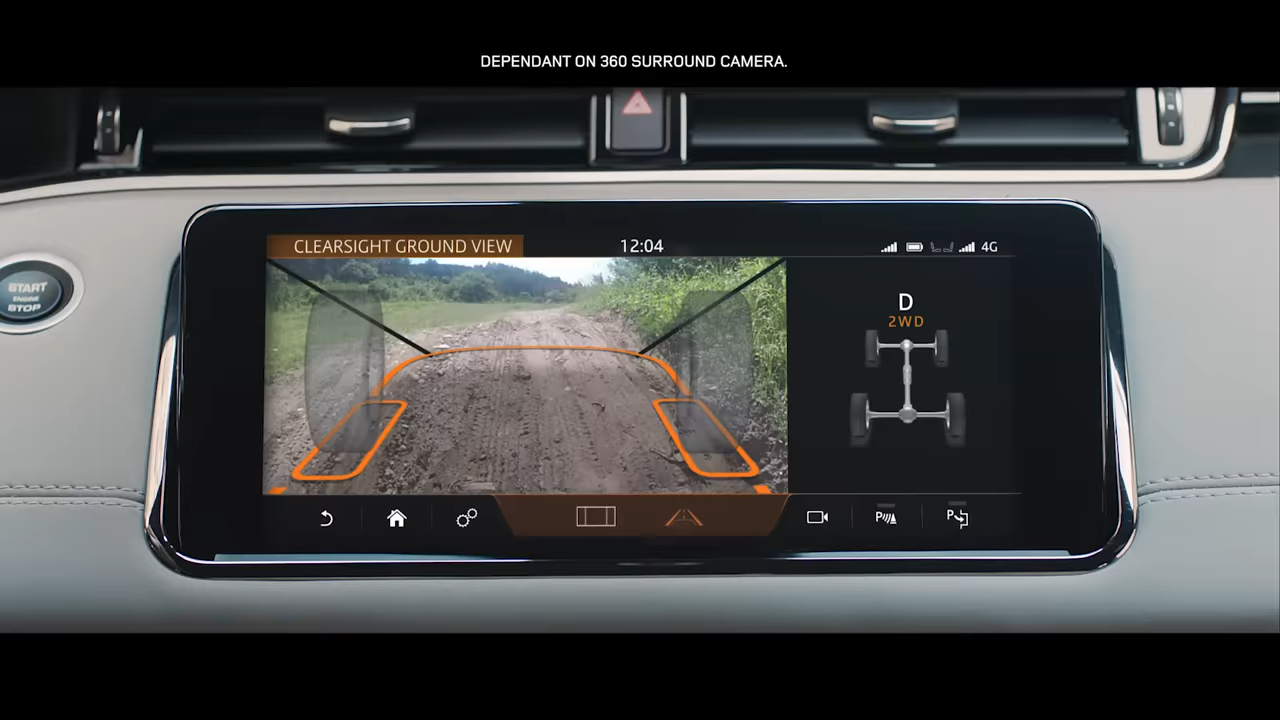 DEPENDANT ON 360 SURROUND CAMERA.
CLEARSIGHT GROUND VIEW
12:04
4G
START
ENGINE
STOP
D
2WD
P
P